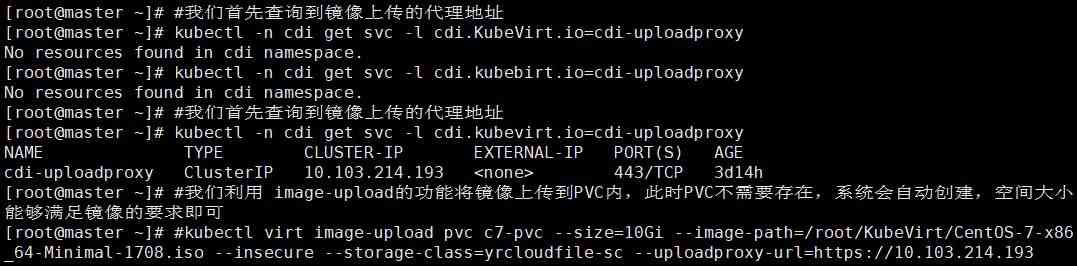 [root@master ~]# #我们首先查询到镜像上传的代理地址
[root@master ~]# kubectl -n cdi get svc -l cdi.KubeVirt.io=cdi-uploadproxy
No resources found in cdi namespace.
[root@master ~]# kubectl -n cdi get svc -l cdi.kubebirt.io=cdi-uploadproxy
No resources found in cdi namespace.
[root@master ~]# #我们首先查询到镜像上传的代理地址
[root@master ~]# kubectl -n cdi get svc -l cdi.kubevirt.io=cdi-uploadproxy
NAME              TYPE        CLUSTER-IP       EXTERNAL-IP   PORT(S)   AGE
cdi-uploadproxy   ClusterIP   10.103.214.193   <none>        443/TCP   3d14h
[root@master ~]# #我们利用 image-upload的功能将镜像上传到PVC内，此时PVC不需要存在，系统会自动创建，空间大小
能够满足镜像的要求即可
[root@master ~]# #kubectl virt image-upload pvc c7-pvc --size=10Gi --image-path=/root/KubeVirt/CentOS-7-x86
_64-Minimal-1708.iso --insecure --storage-class=yrcloudfile-sc --uploadproxy-url=https://10.103.214.193